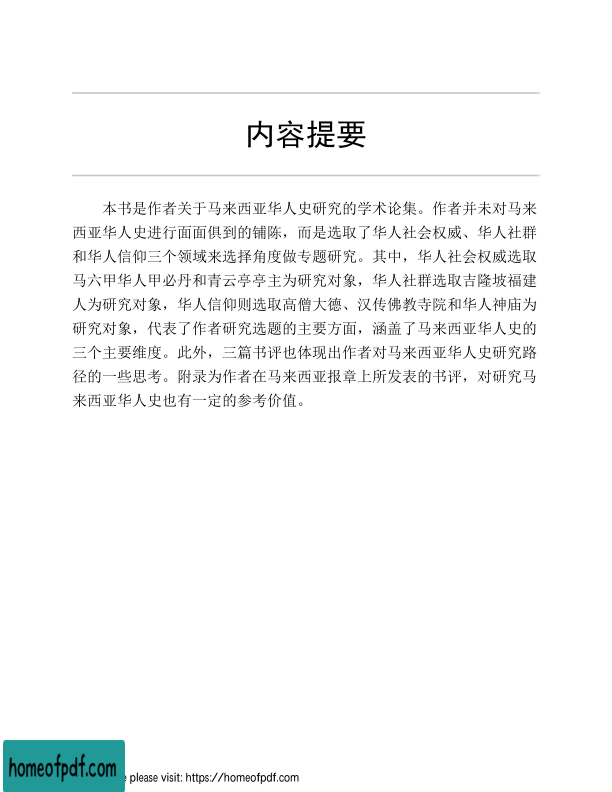 内容提要
本书是作者关于马来西亚华人史研究的学术论集。作者并未对马来
西亚华人史进行面面俱到的铺陈，而是选取了华人社会权威、华人社群
和华人信仰三个领域来选择角度做专题研究。其中，华人社会权威选取
马六甲华人甲必丹和青云亭亭主为研究对象，华人社群选取吉隆坡福建
人为研究对象，华人信仰则选取高僧大德、汉传佛教寺院和华人神庙为
研究对象，代表了作者研究选题的主要方面，涵盖了马来西亚华人史的
三个主要维度。此外，三篇书评也体现出作者对马来西亚华人史研究路
径的一些思考。附录为作者在马来西亚报章上所发表的书评，对研究马
来西亚华人史也有一定的参考价值。
homeofpdf.com
please visit: https://homeofpdf.com